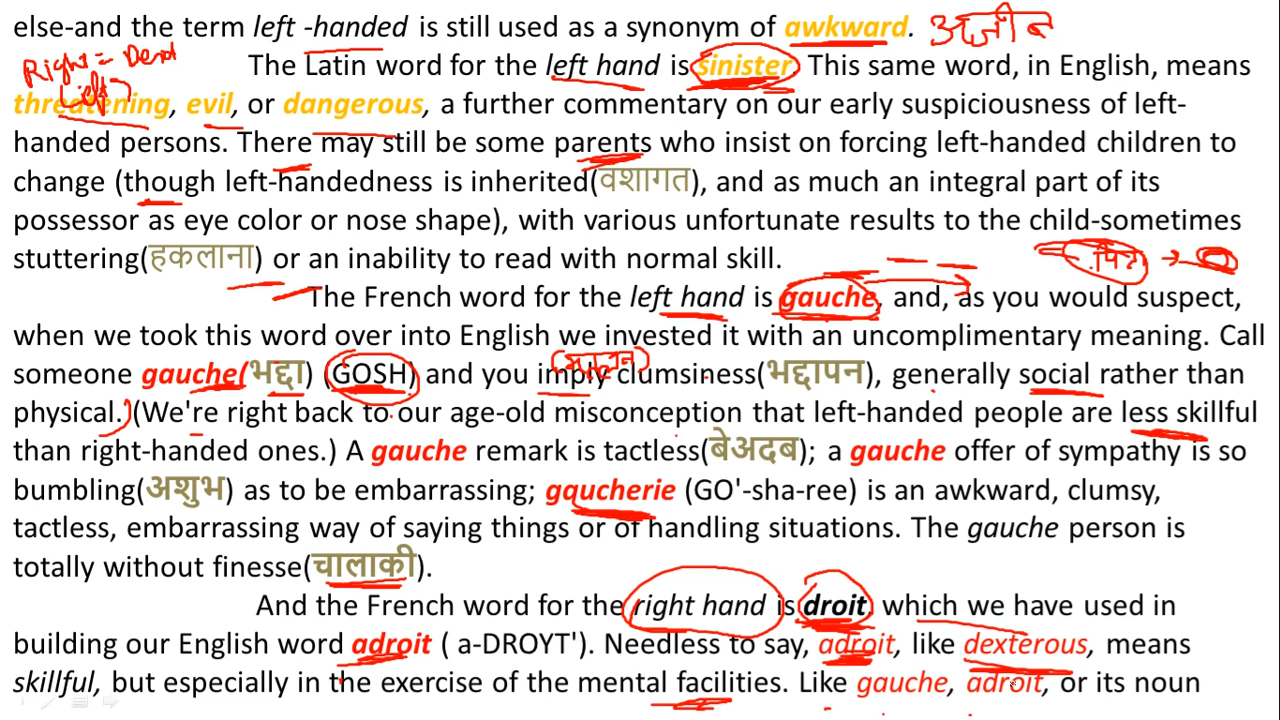 else-and the term left -handed is still used as a synonym of awkward. अजीब
Right = Dend
The Latin word for the left hand is sinister. This same word, in English, means
Left
threatening, evil, or dangerous, a further commentary on our early suspiciousness of left-
handed persons. There may still be some parents who insist on forcing left-handed children to
change (though left-handedness is inherited(वशागत), and as much an integral part of its
possessor as eye color or nose shape), with various unfortunate results to the child-sometimes
stuttering(हकलाना) or an inability to read with normal skill.
The French word for the left hand is gauche, and, as you would suspect,
when we took this word over into English we invested it with an uncomplimentary meaning. Call
someone gauche(भद्दा) (GOSH) and you imply clumsiness(भद्दापन), generally social rather than
physical. (We're right back to our age-old misconception that left-handed people are less skillful
than right-handed ones.) A gauche remark is tactless(बेअदब); a gauche offer of sympathy is so
bumbling(अशुभ) as to be embarrassing; gaucherie (GO'-sha-ree) is an awkward, clumsy,
tactless, embarrassing way of saying things or of handling situations. The gauche person is
totally without finesse(चालाकी).
And the French word for the right hand is droit, which we have used in
building our English word adroit ( a-DROYT'). Needless to say, adroit, like dexterous, means
skillful, but especially in the exercise of the mental facilities. Like gauche, adroit, or its noun